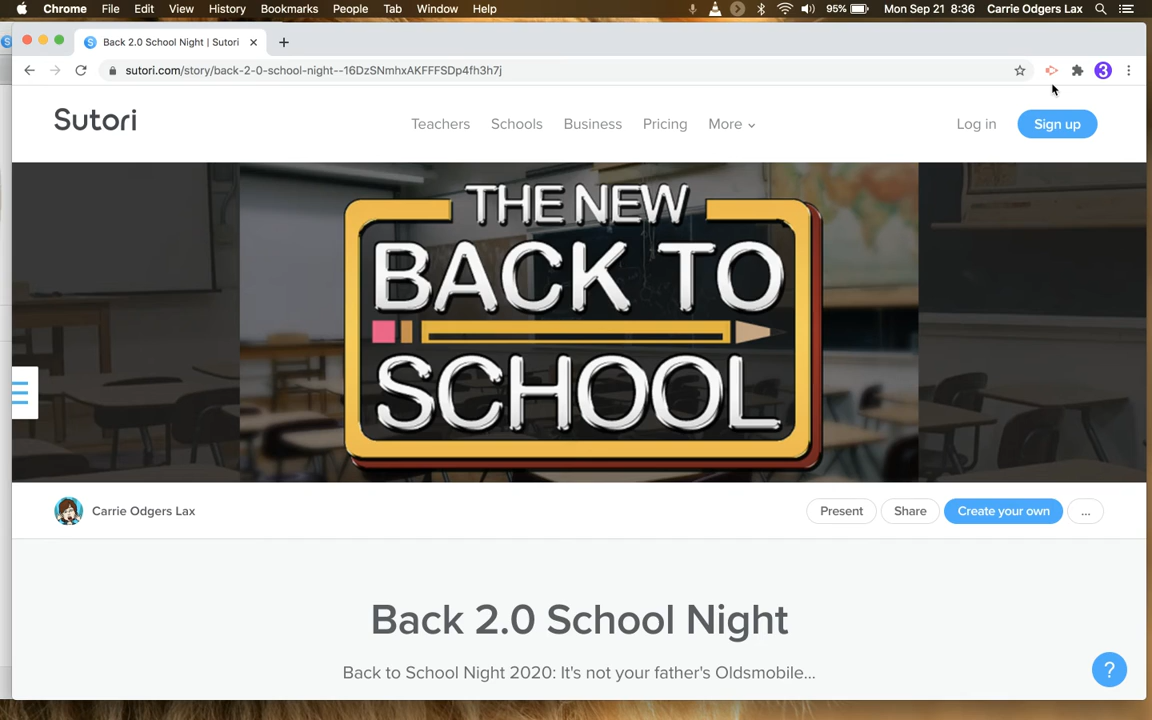 Chrome File Edit View History Bookmarks People Tab Window Help 95% Mon Sep 21 8:36 Carrie Odgers Lax
Back 2.0 School Night | Sutori
sutori.com/story/back-2-0-school-night--16DzSNmhxAKFFFSDp4fh3h7j 3
Sutori Teachers Schools Business Pricing More Log in Sign up
THE NEW
BACK TO
SCHOOL
Carrie Odgers Lax Present Share Create your own ...
Back 2.0 School Night
Back to School Night 2020: It's not your father's Oldsmobile...
?